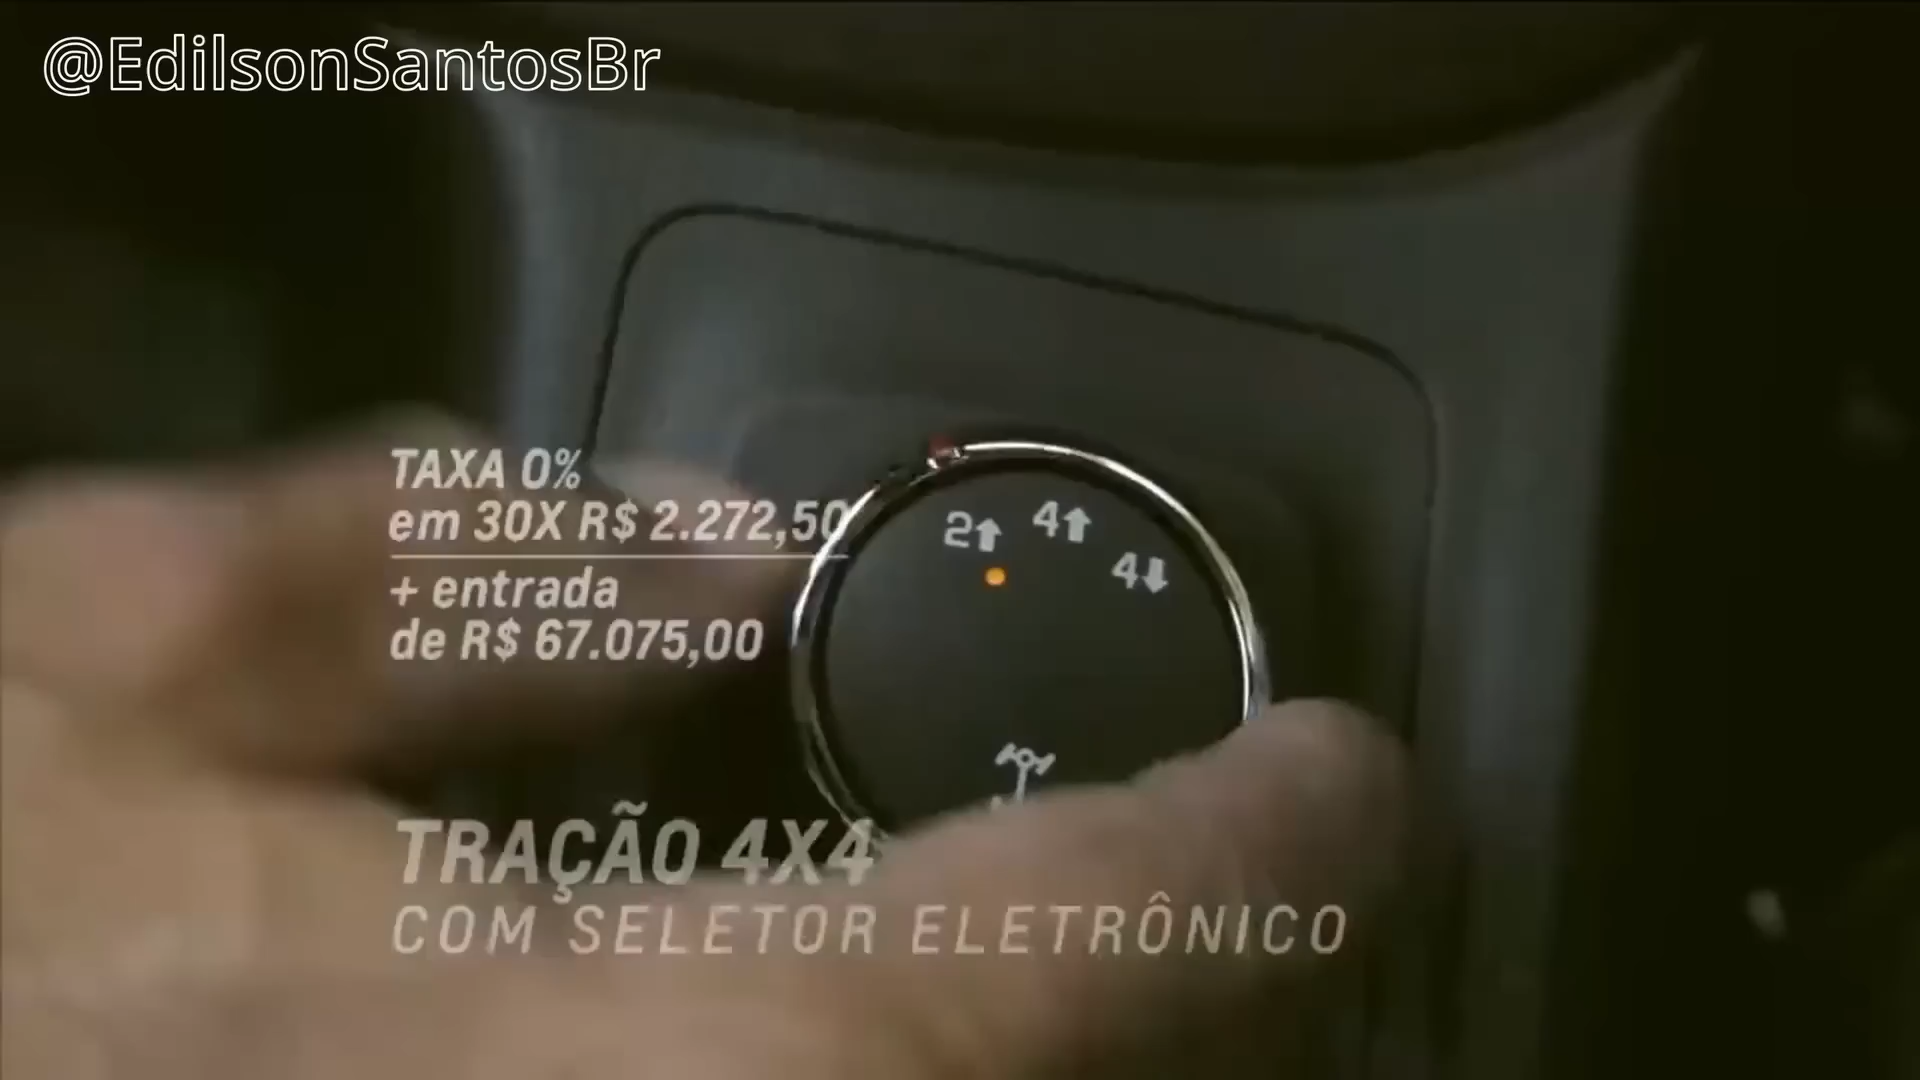 @EdilsonSantosBr
TAXA 0%
em 30X R$ 2.272,50
+ entrada
de R$ 67.075,00
2⬆ 4⬆ 4⬇
TRAÇÃO 4X4
COM SELETOR ELETRÔNICO